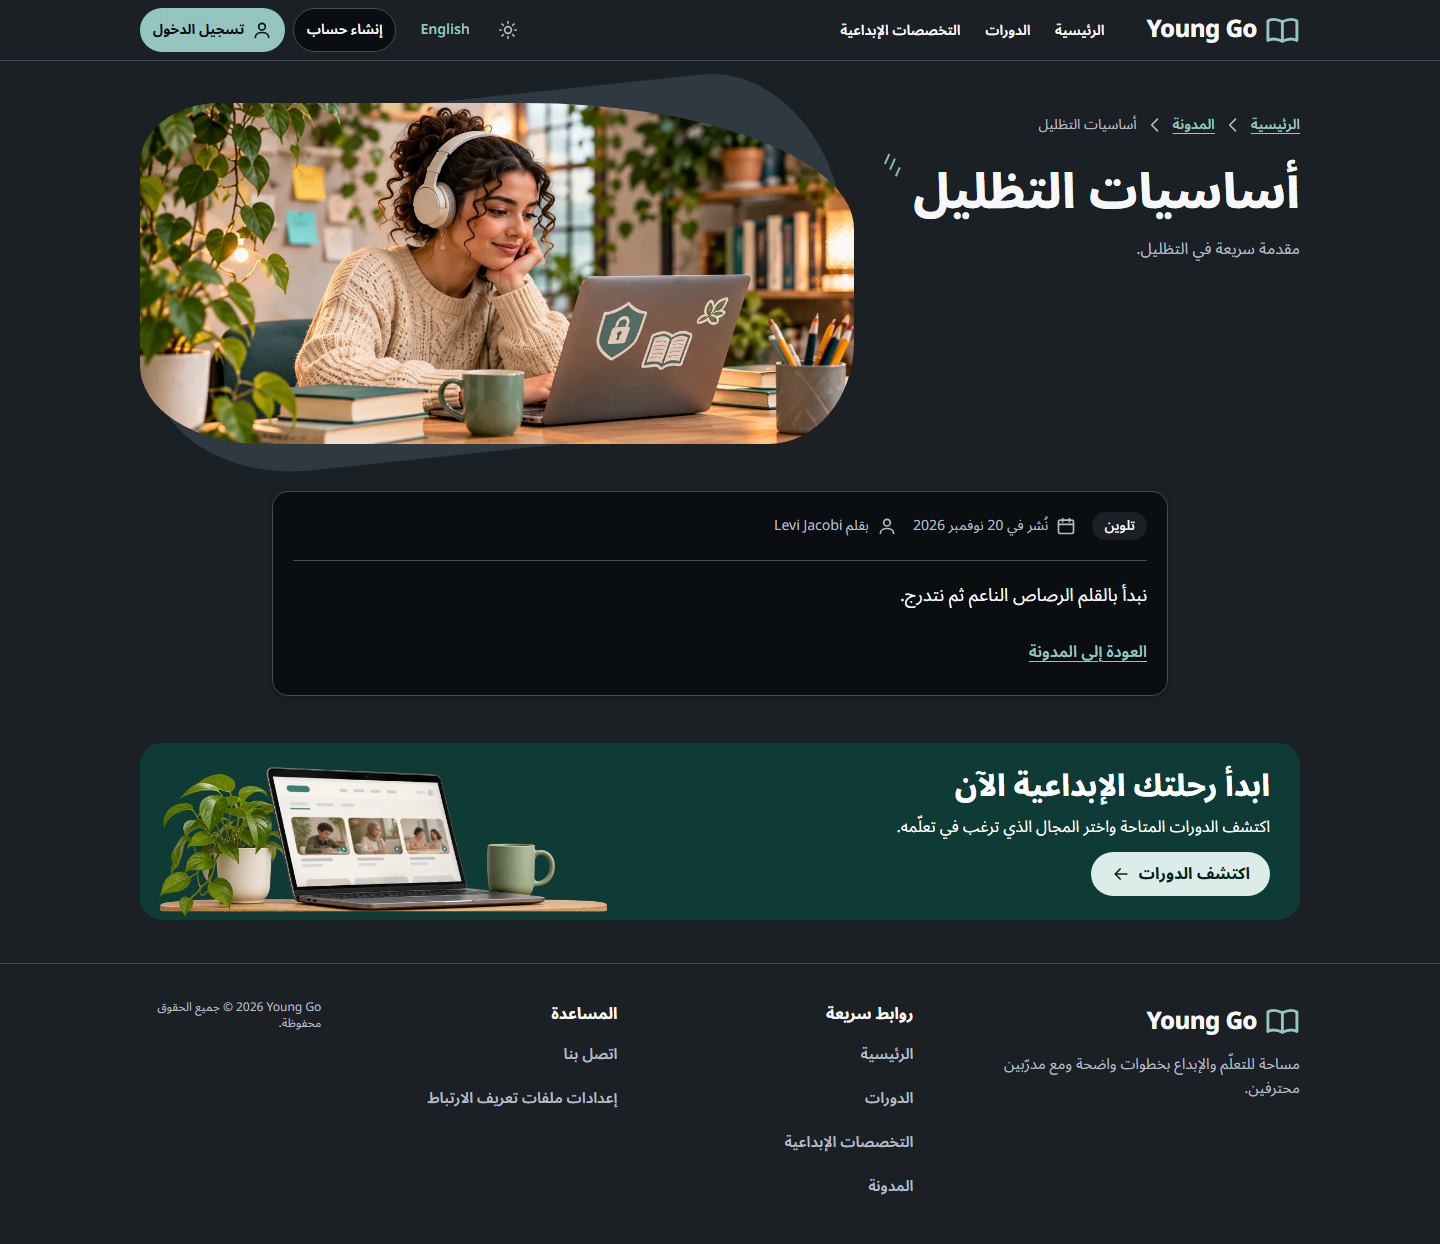 Young Go
الرئيسية
الدورات
التخصصات الإبداعية
English
إنشاء حساب
تسجيل الدخول
الرئيسية
المدونة
أساسيات التظليل
أساسيات التظليل
مقدمة سريعة في التظليل.
تلوين
نُشر في 20 نوفمبر 2026
بقلم Levi Jacobi
نبدأ بالقلم الرصاص الناعم ثم نتدرج.
العودة إلى المدونة
ابدأ رحلتك الإبداعية الآن
اكتشف الدورات المتاحة واختر المجال الذي ترغب في تعلّمه.
اكتشف الدورات
Young Go
مساحة للتعلّم والإبداع بخطوات واضحة ومع مدرّبين
محترفين.
روابط سريعة
الرئيسية
الدورات
التخصصات الإبداعية
المدونة
المساعدة
اتصل بنا
إعدادات ملفات تعريف الارتباط
Young Go 2026 © جميع الحقوق
محفوظة.